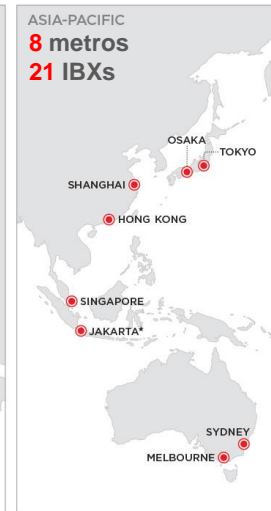 ASIA-PACIFIC
8 metros
21 IBXs
OSAKA
TOKYO
SHANGHAI
HONG KONG
SINGAPORE
JAKARTA*
SYDNEY
MELBOURNE